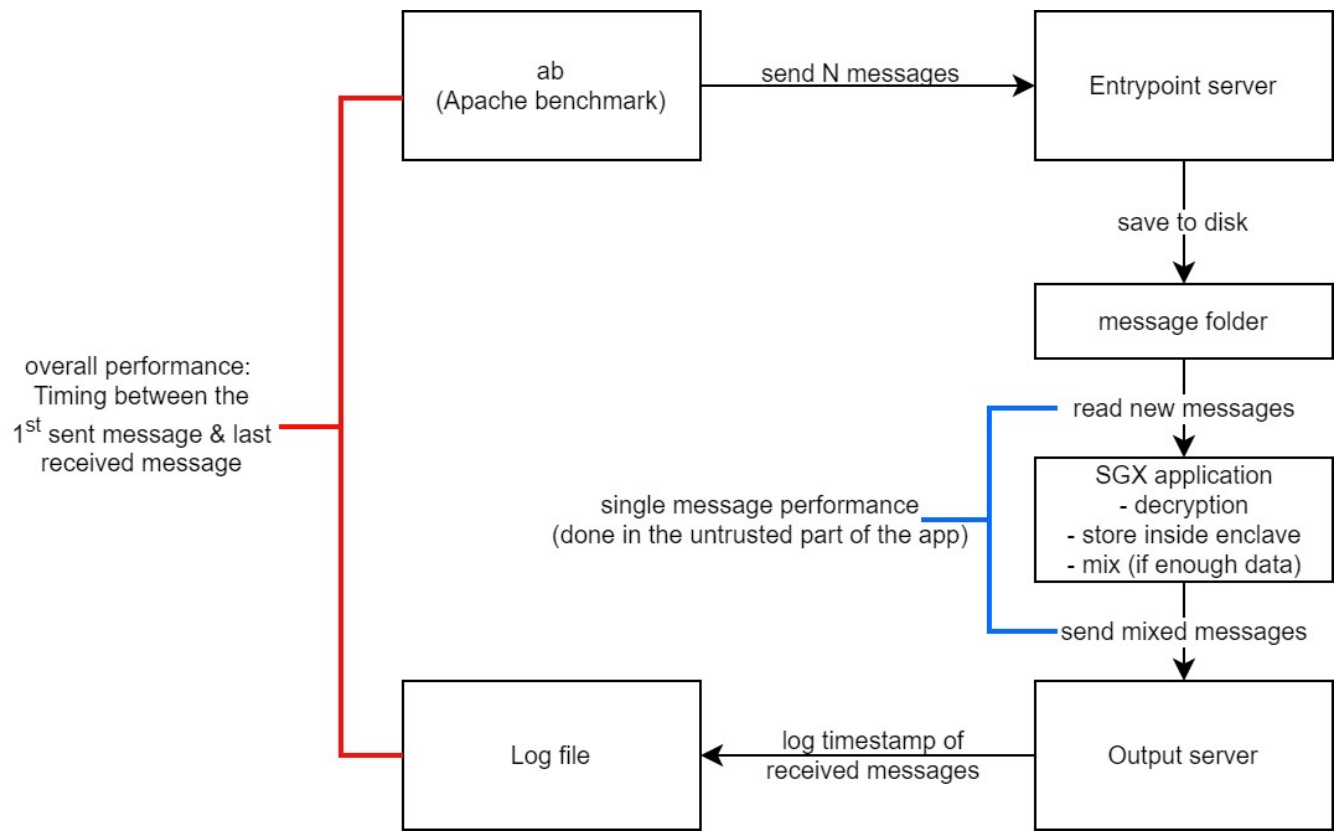 ab
(Apache benchmark)
send N messages
Entrypoint server
save to disk
message folder
overall performance:
Timing between the
1st sent message & last
received message
read new messages
SGX application
- decryption
- store inside enclave
- mix (if enough data)
single message performance
(done in the untrusted part of the app)
send mixed messages
Log file
log timestamp of
received messages
Output server